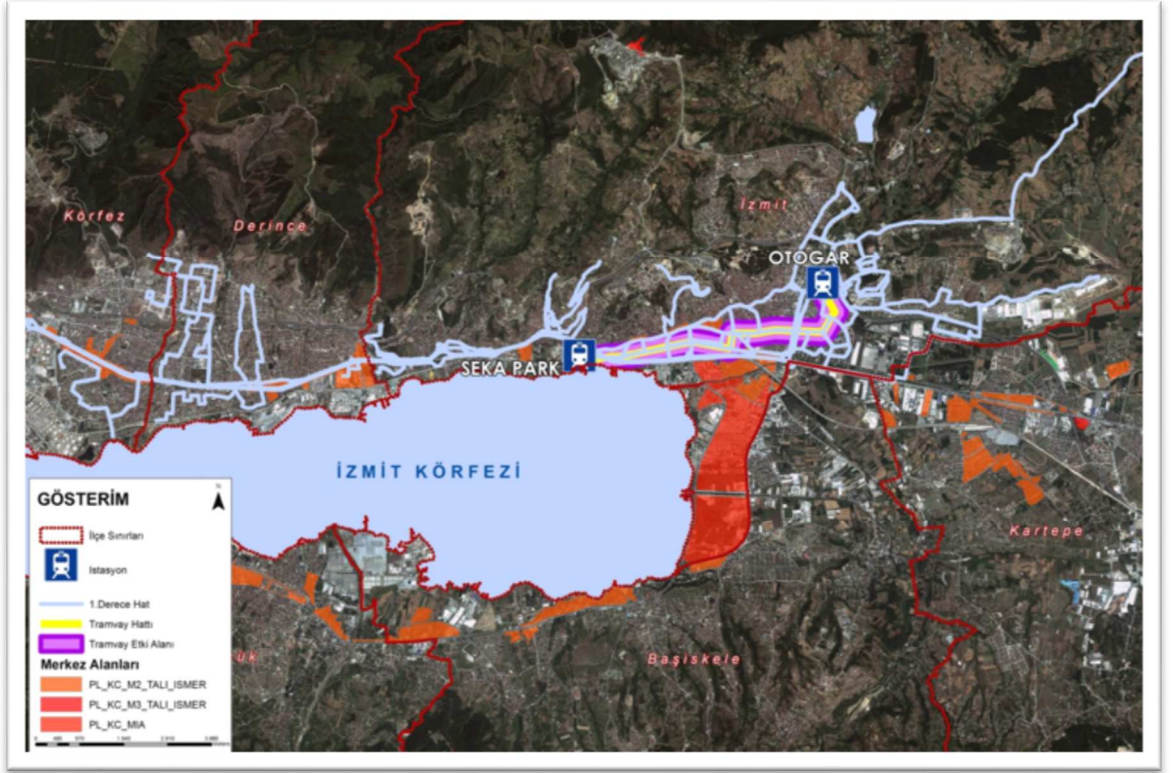 Körfez
Derince
İzmit
OTOGAR
SEKA PARK
İZMİT KÖRFEZİ
Kartepe
Başiskele
ük
GÖSTERİM
İlçe Sınırları
İstasyon
1.Derece Hat
Tramvay Hattı
Tramvay Etki Alanı
Merkez Alanları
PL_KC_M2_TALI_ISMER
PL_KC_M3_TALI_ISMER
PL_KC_MIA